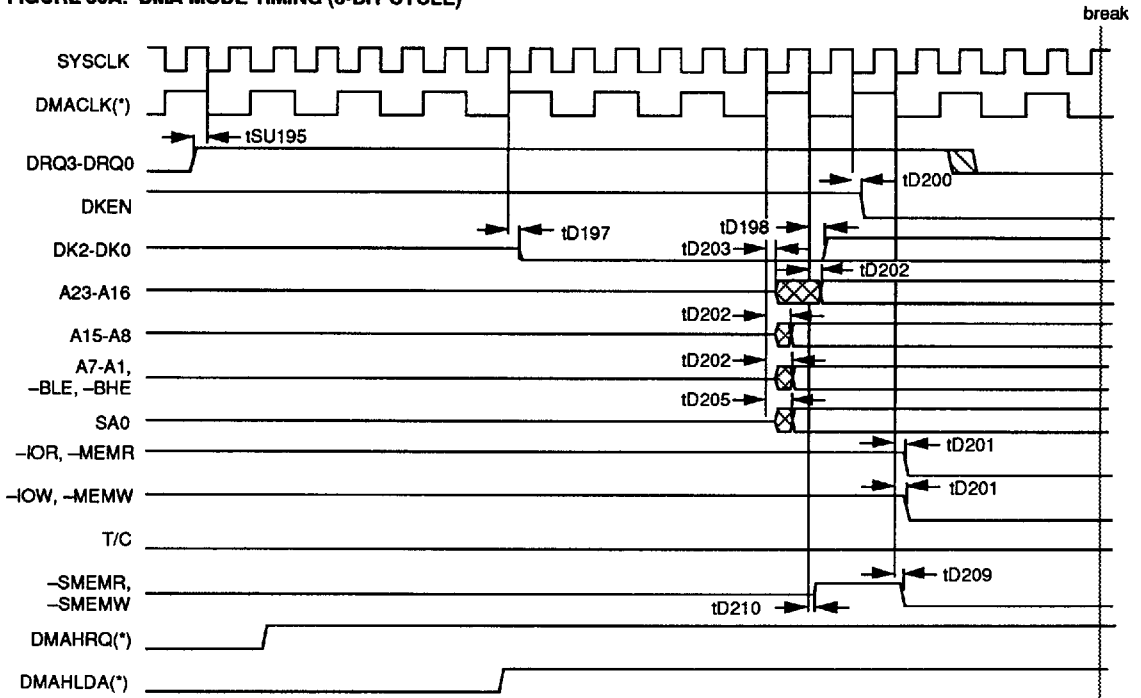 FIGURE 30A. DMA MODE TIMING (8-BIT CYCLE)
break
SYSCLK
DMACLK(*)
tSU195
DRQ3-DRQ0
tD200
DKEN
tD197
tD198
DK2-DK0
tD203
tD202
A23-A16
tD202
A15-A8
A7-A1,
–BLE, –BHE
tD202
tD205
SA0
–IOR, –MEMR
tD201
–IOW, –MEMW
tD201
T/C
–SMEMR,
–SMEMW
tD209
tD210
DMAHRQ(*)
DMAHLDA(*)